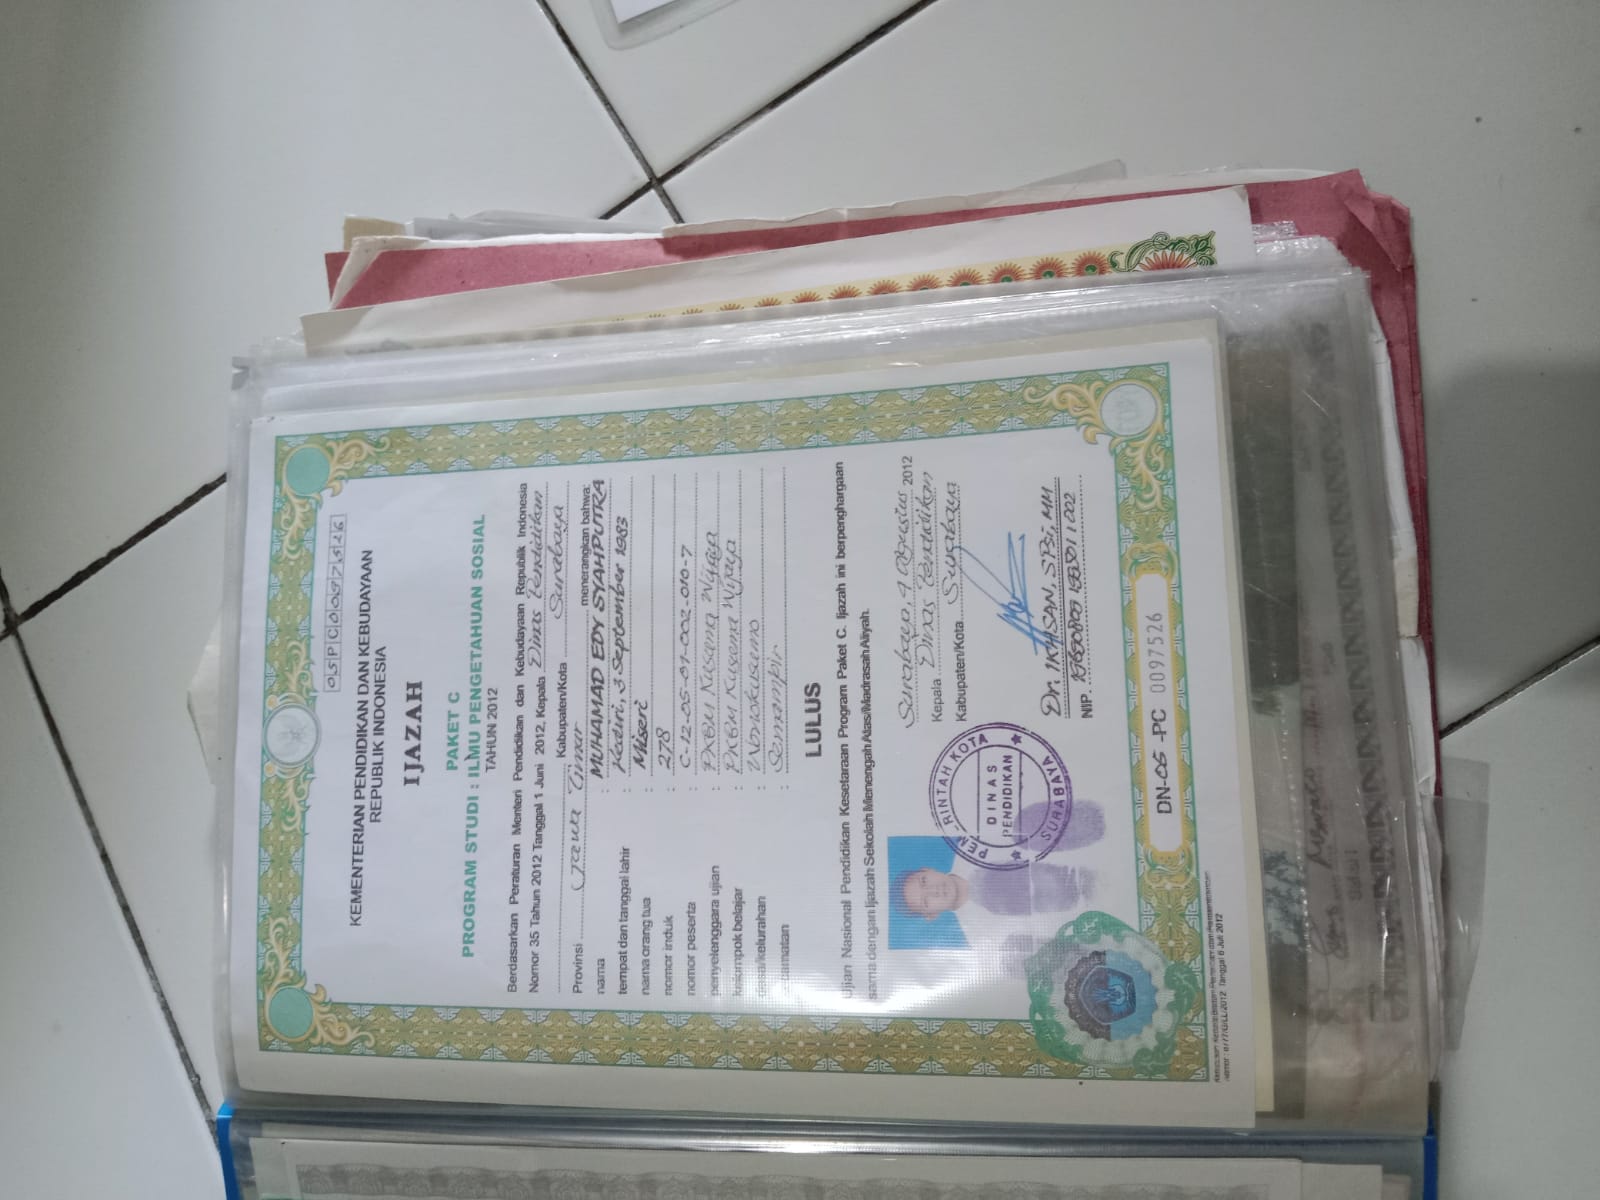 05PC0097526
KEMENTERIAN PENDIDIKAN DAN KEBUDAYAAN
REPUBLIK INDONESIA
IJAZAH
PAKET C
PROGRAM STUDI : ILMU PENGETAHUAN SOSIAL
TAHUN 2012
Berdasarkan Peraturan Menteri Pendidikan dan Kebudayaan Republik Indonesia
Nomor 35 Tahun 2012 Tanggal 1 Juni 2012, Kepala Dinas Pendidikan
Kabupaten/Kota Surabaya
Provinsi Jawa Timur menerangkan bahwa:
nama : MUHAMAD EDY SYAHPUTRA
tempat dan tanggal lahir : Kediri, 3 September 1983
nama orang tua : Miseri
nomor induk : 278
nomor peserta : C-12-05-01-002-010-7
penyelenggara ujian : PKBM Kusuma Wijaya
kelompok belajar : PKBM Kusuma Wijaya
desa/kelurahan : Wonokusumo
kecamatan : Semampir
LULUS
Ujian Nasional Pendidikan Kesetaraan Program Paket C. Ijazah ini berpenghargaan
sama dengan Ijazah Sekolah Menengah Atas/Madrasah Aliyah.
Surabaya, 4 Agustus 2012
Kepala Dinas Pendidikan
Kabupaten/Kota Surabaya
PEMERINTAH KOTA
DINAS
PENDIDIKAN
SURABAYA
Dr. IKHSAN, S.Psi, MM
NIP.
DN-05 -PC 0097526
Nomor : 0177/G/LL/2012 Tanggal 6 Juli 2012